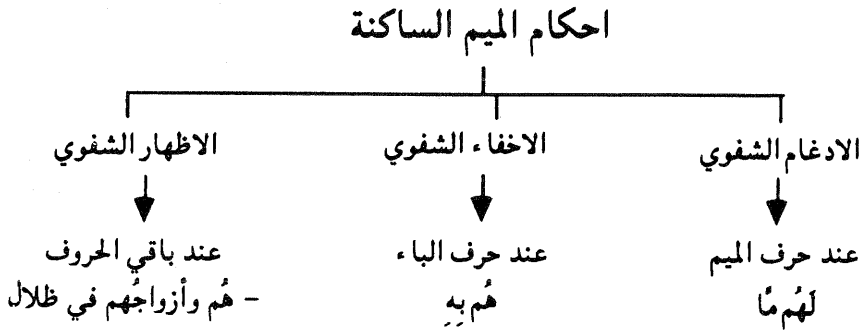 احكام الميم الساكنة
الادغام الشفوي
الاخفاء الشفوي
الاظهار الشفوي
عند حرف الميم
عند حرف الباء
عند باقي الحروف
لَهُم مَّا
هُم بِهِ
– هُم وأزواجُهم في ظلال